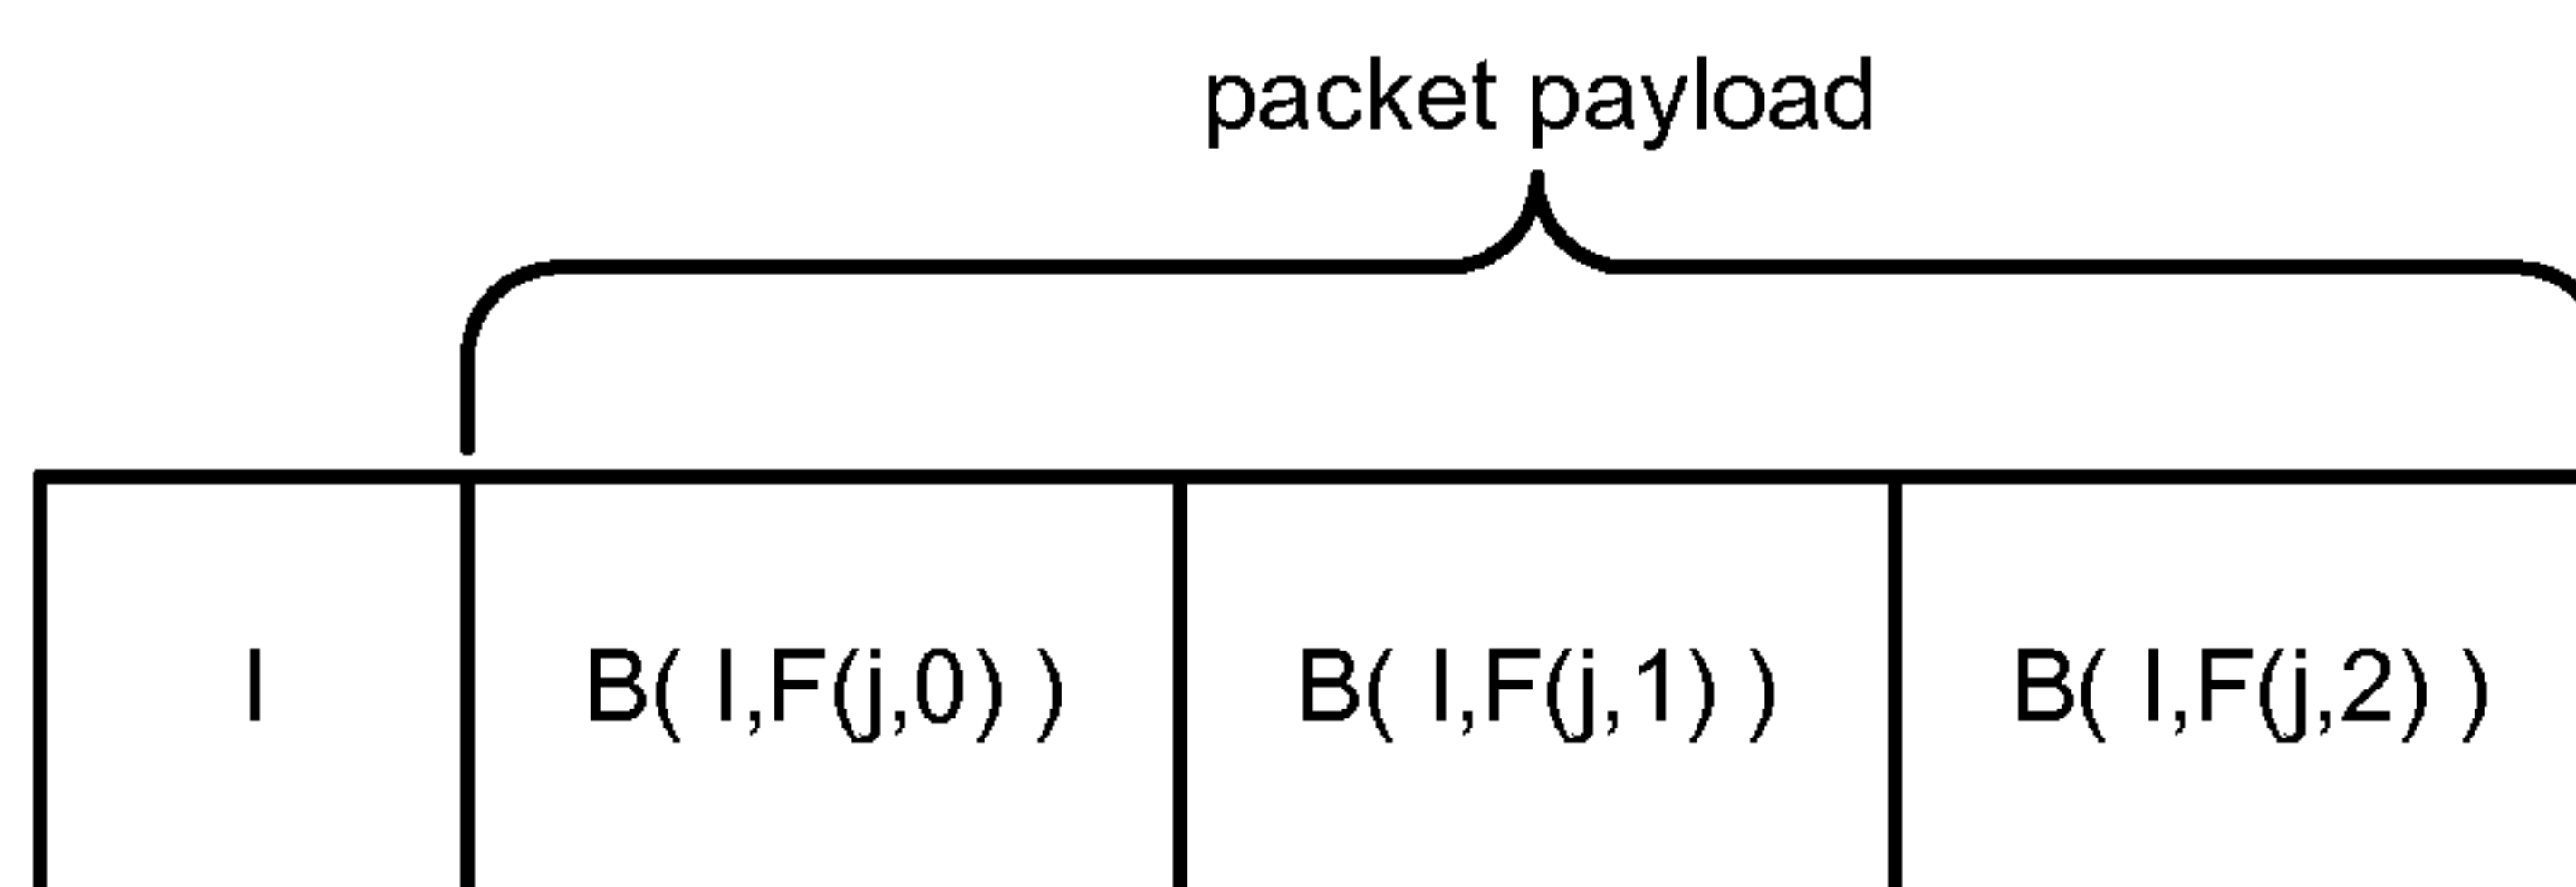 packet payload
I B( I,F(j,0) ) B( I,F(j,1) ) B( I,F(j,2) )